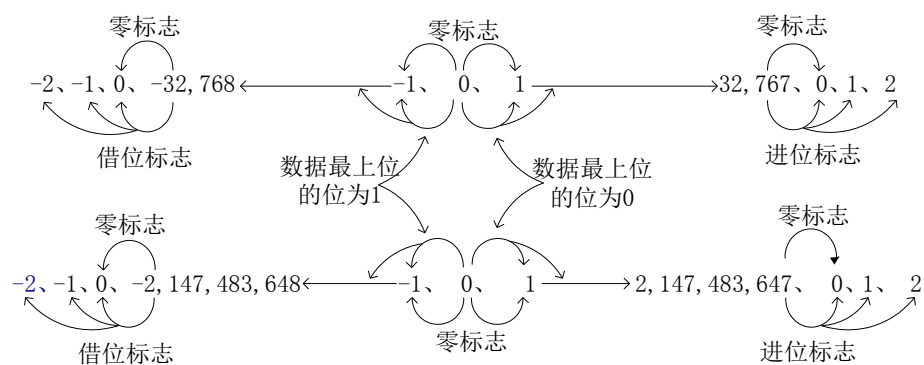 零标志 零标志 零标志
-2、-1、0、-32,768 -1、 0、 1 32,767、0、1、2
借位标志 进位标志
数据最上位
的位为1
数据最上位
的位为0
零标志 零标志
-2、-1、0、-2,147,483,648 -1、 0、 1 2,147,483,647、 0、1、 2
借位标志 零标志 进位标志